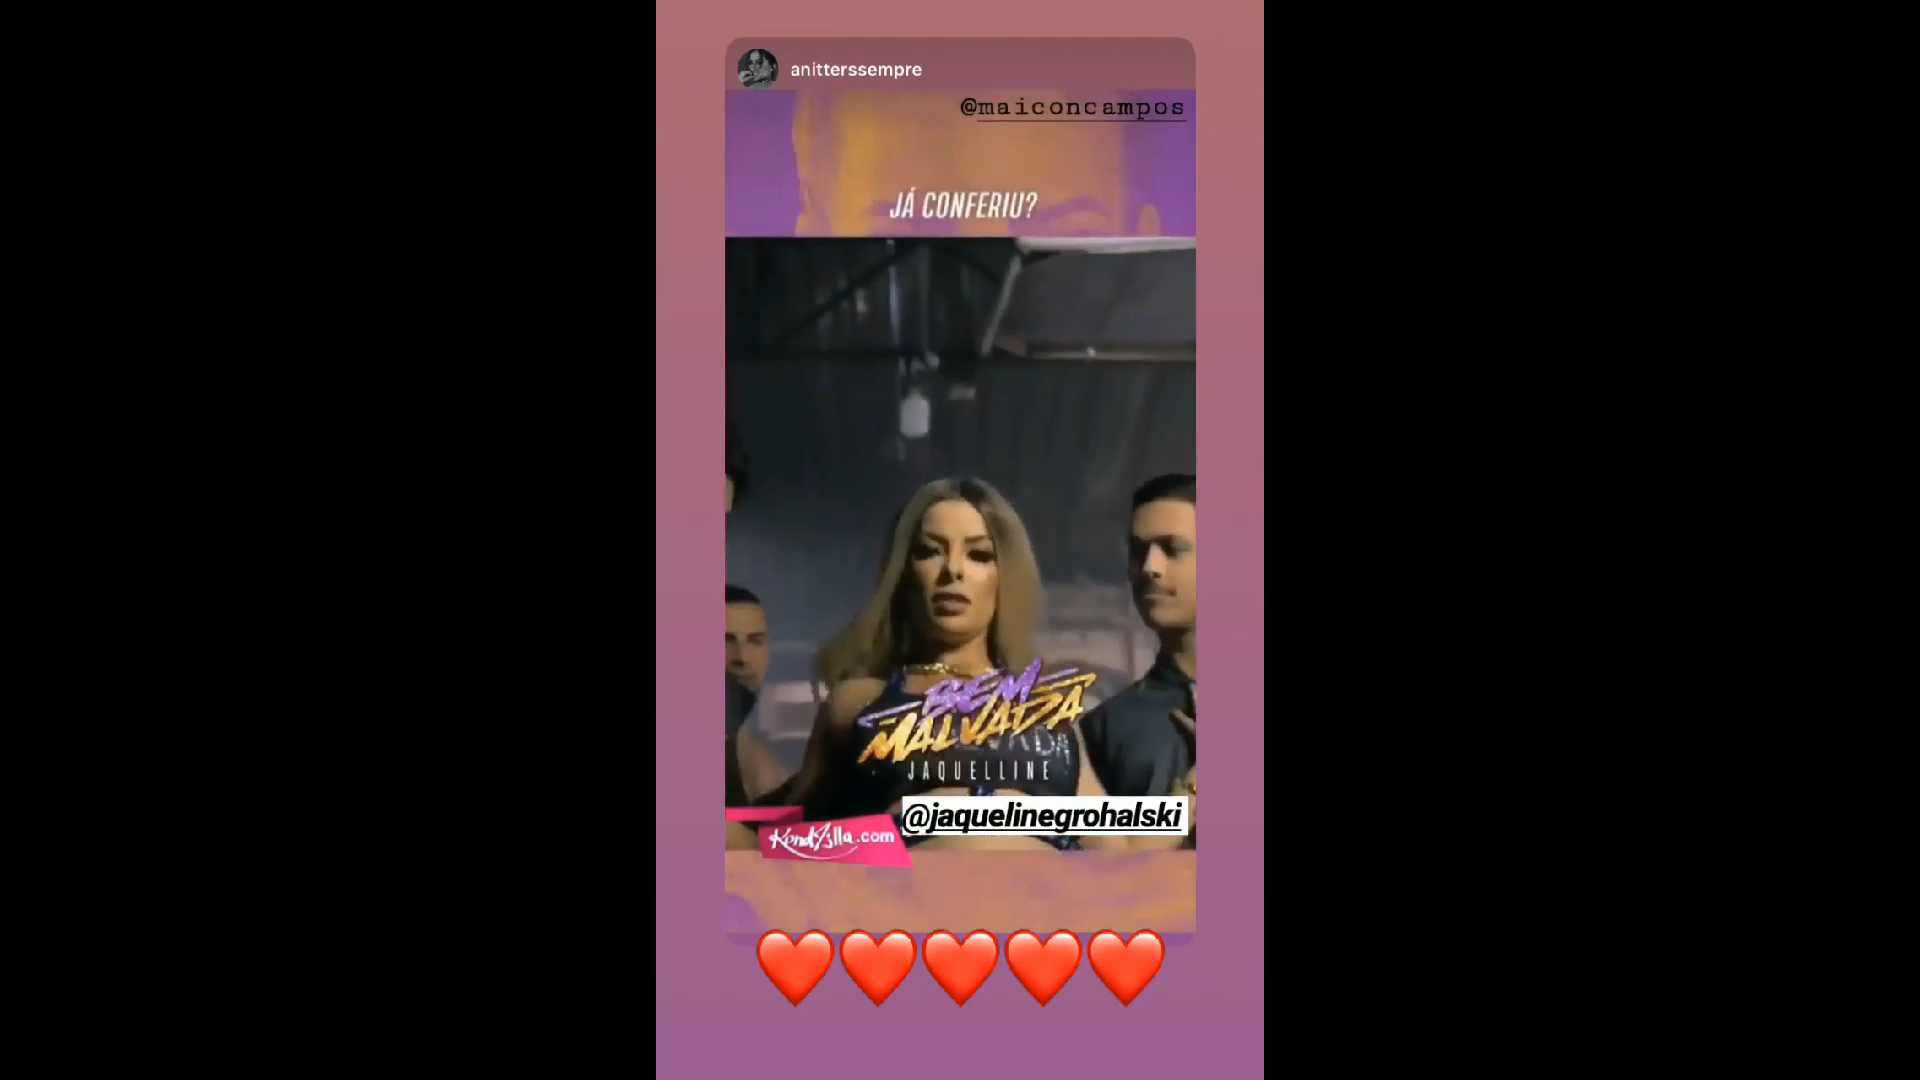 anitterssempre
@maiconcampos
JÁ CONFERIU?
BEM
MALVADA
JAQUELLINE
@jaquelinegrohalski
KondZilla.com